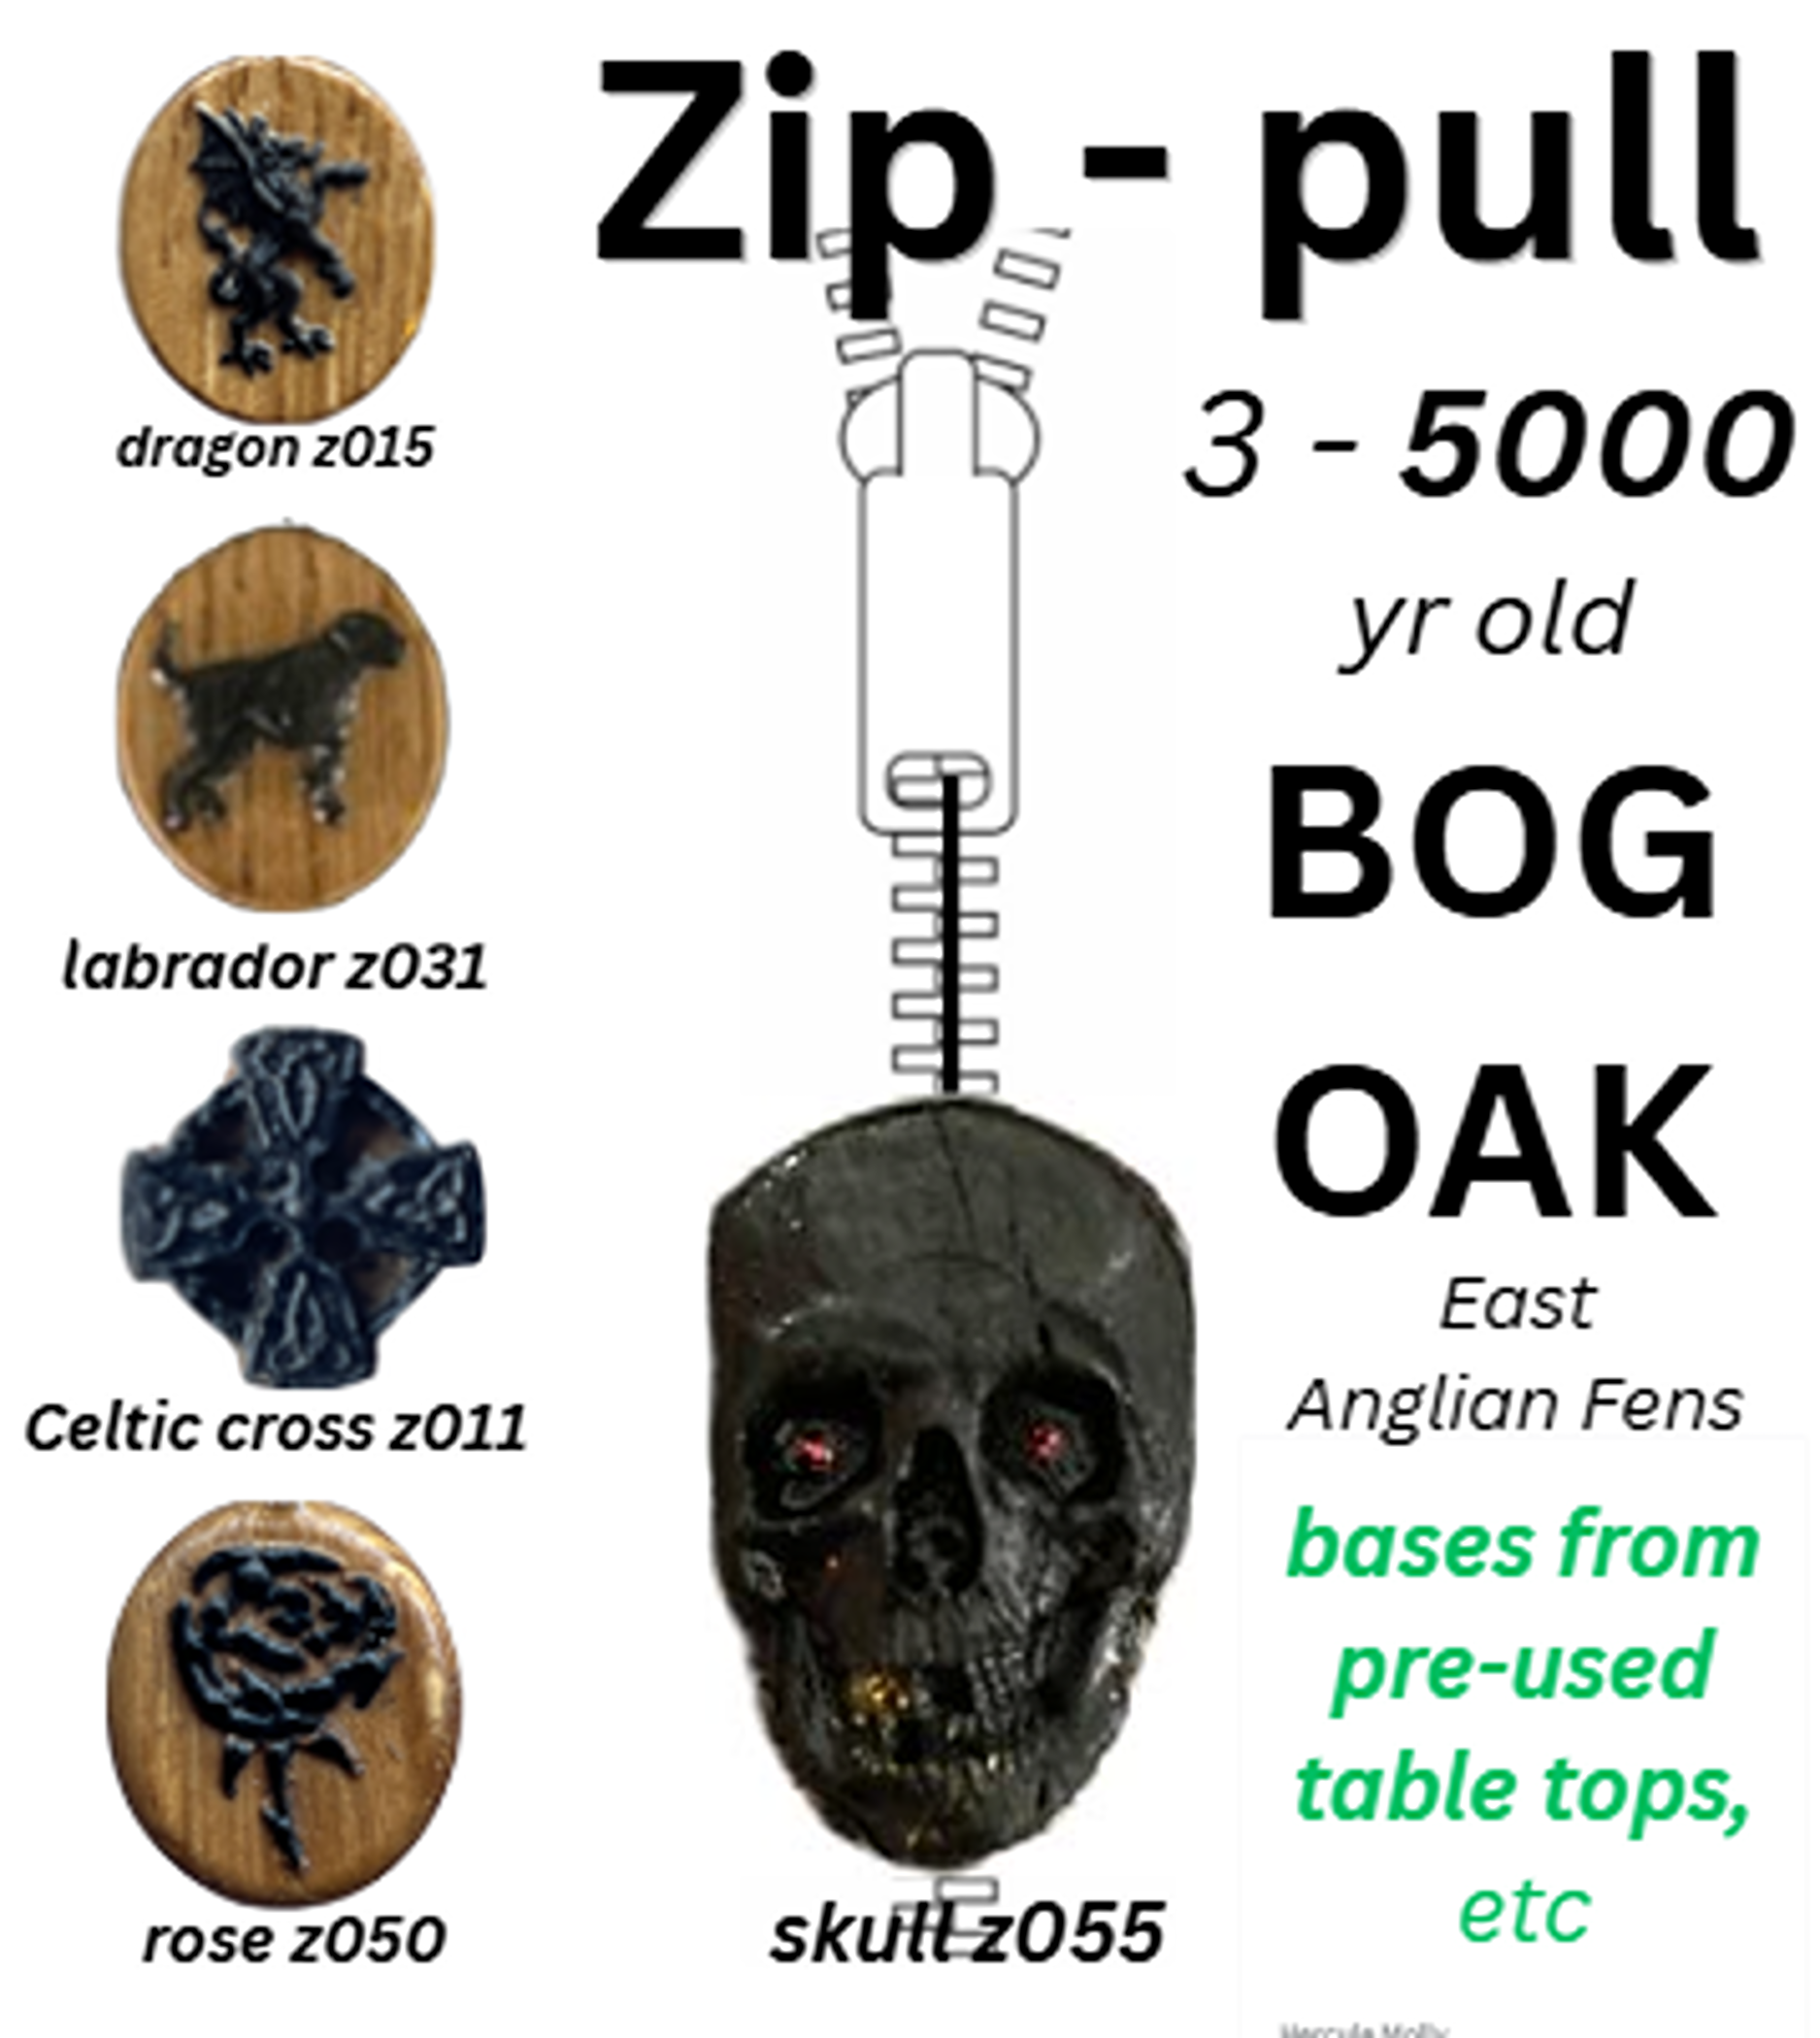 Zip - pull
dragon z015
3 - 5000
yr old
BOG
labrador z031
OAK
East
Anglian Fens
Celtic cross z011
bases from
pre-used
table tops,
etc
rose z050
skull z055